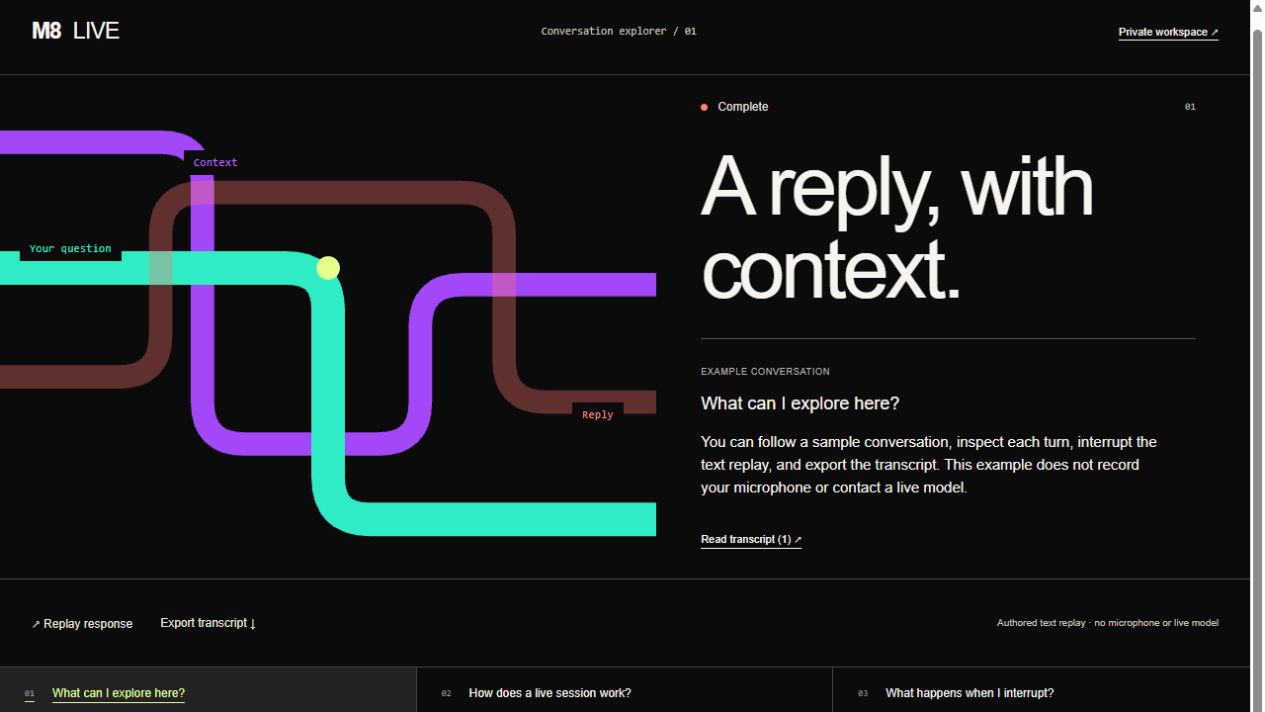 M8 LIVE
Conversation explorer / 01
Private workspace ↗
Context
Your question
Reply
Complete
01
A reply, with
context.
EXAMPLE CONVERSATION
What can I explore here?
You can follow a sample conversation, inspect each turn, interrupt the
text replay, and export the transcript. This example does not record
your microphone or contact a live model.
Read transcript (1) ↗
↗ Replay response
Export transcript ↓
Authored text replay · no microphone or live model
01 What can I explore here?
02 How does a live session work?
03 What happens when I interrupt?